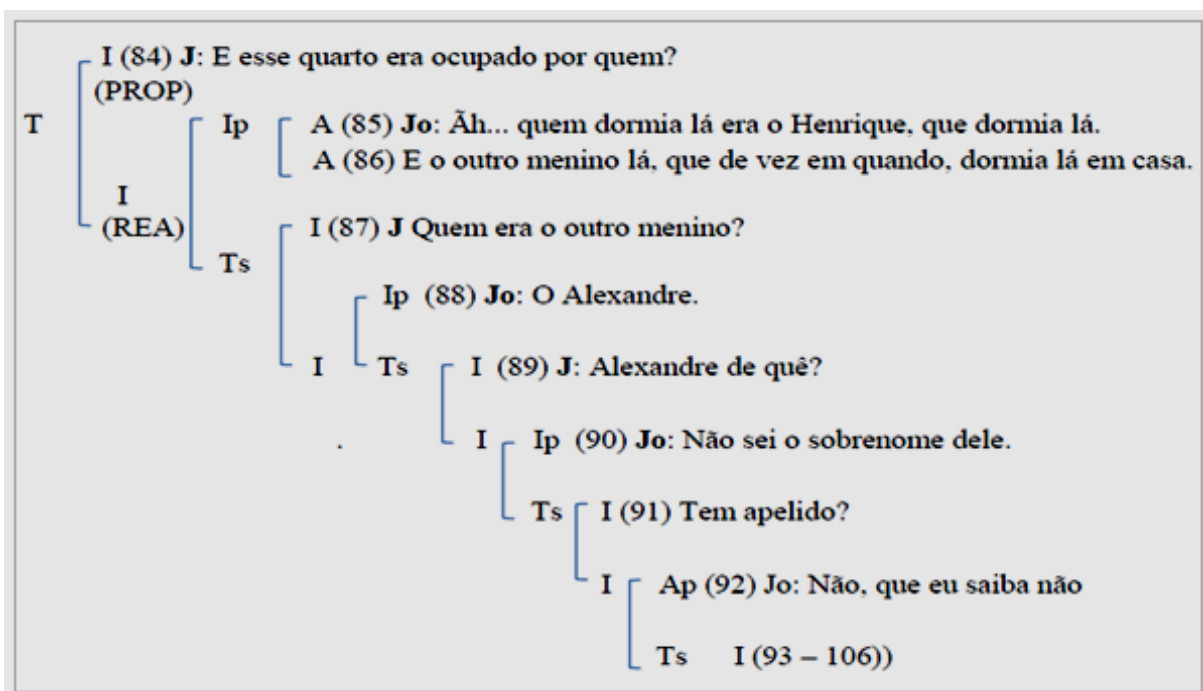 I (84) J: E esse quarto era ocupado por quem?
(PROP)
T Ip A (85) Jo: Ãh... quem dormia lá era o Henrique, que dormia lá.
A (86) E o outro menino lá, que de vez em quando, dormia lá em casa.
I
(REA) I (87) J Quem era o outro menino?
Ts
Ip (88) Jo: O Alexandre.
I Ts I (89) J: Alexandre de quê?
. I Ip (90) Jo: Não sei o sobrenome dele.
Ts I (91) Tem apelido?
I Ap (92) Jo: Não, que eu saiba não
Ts I (93 – 106))